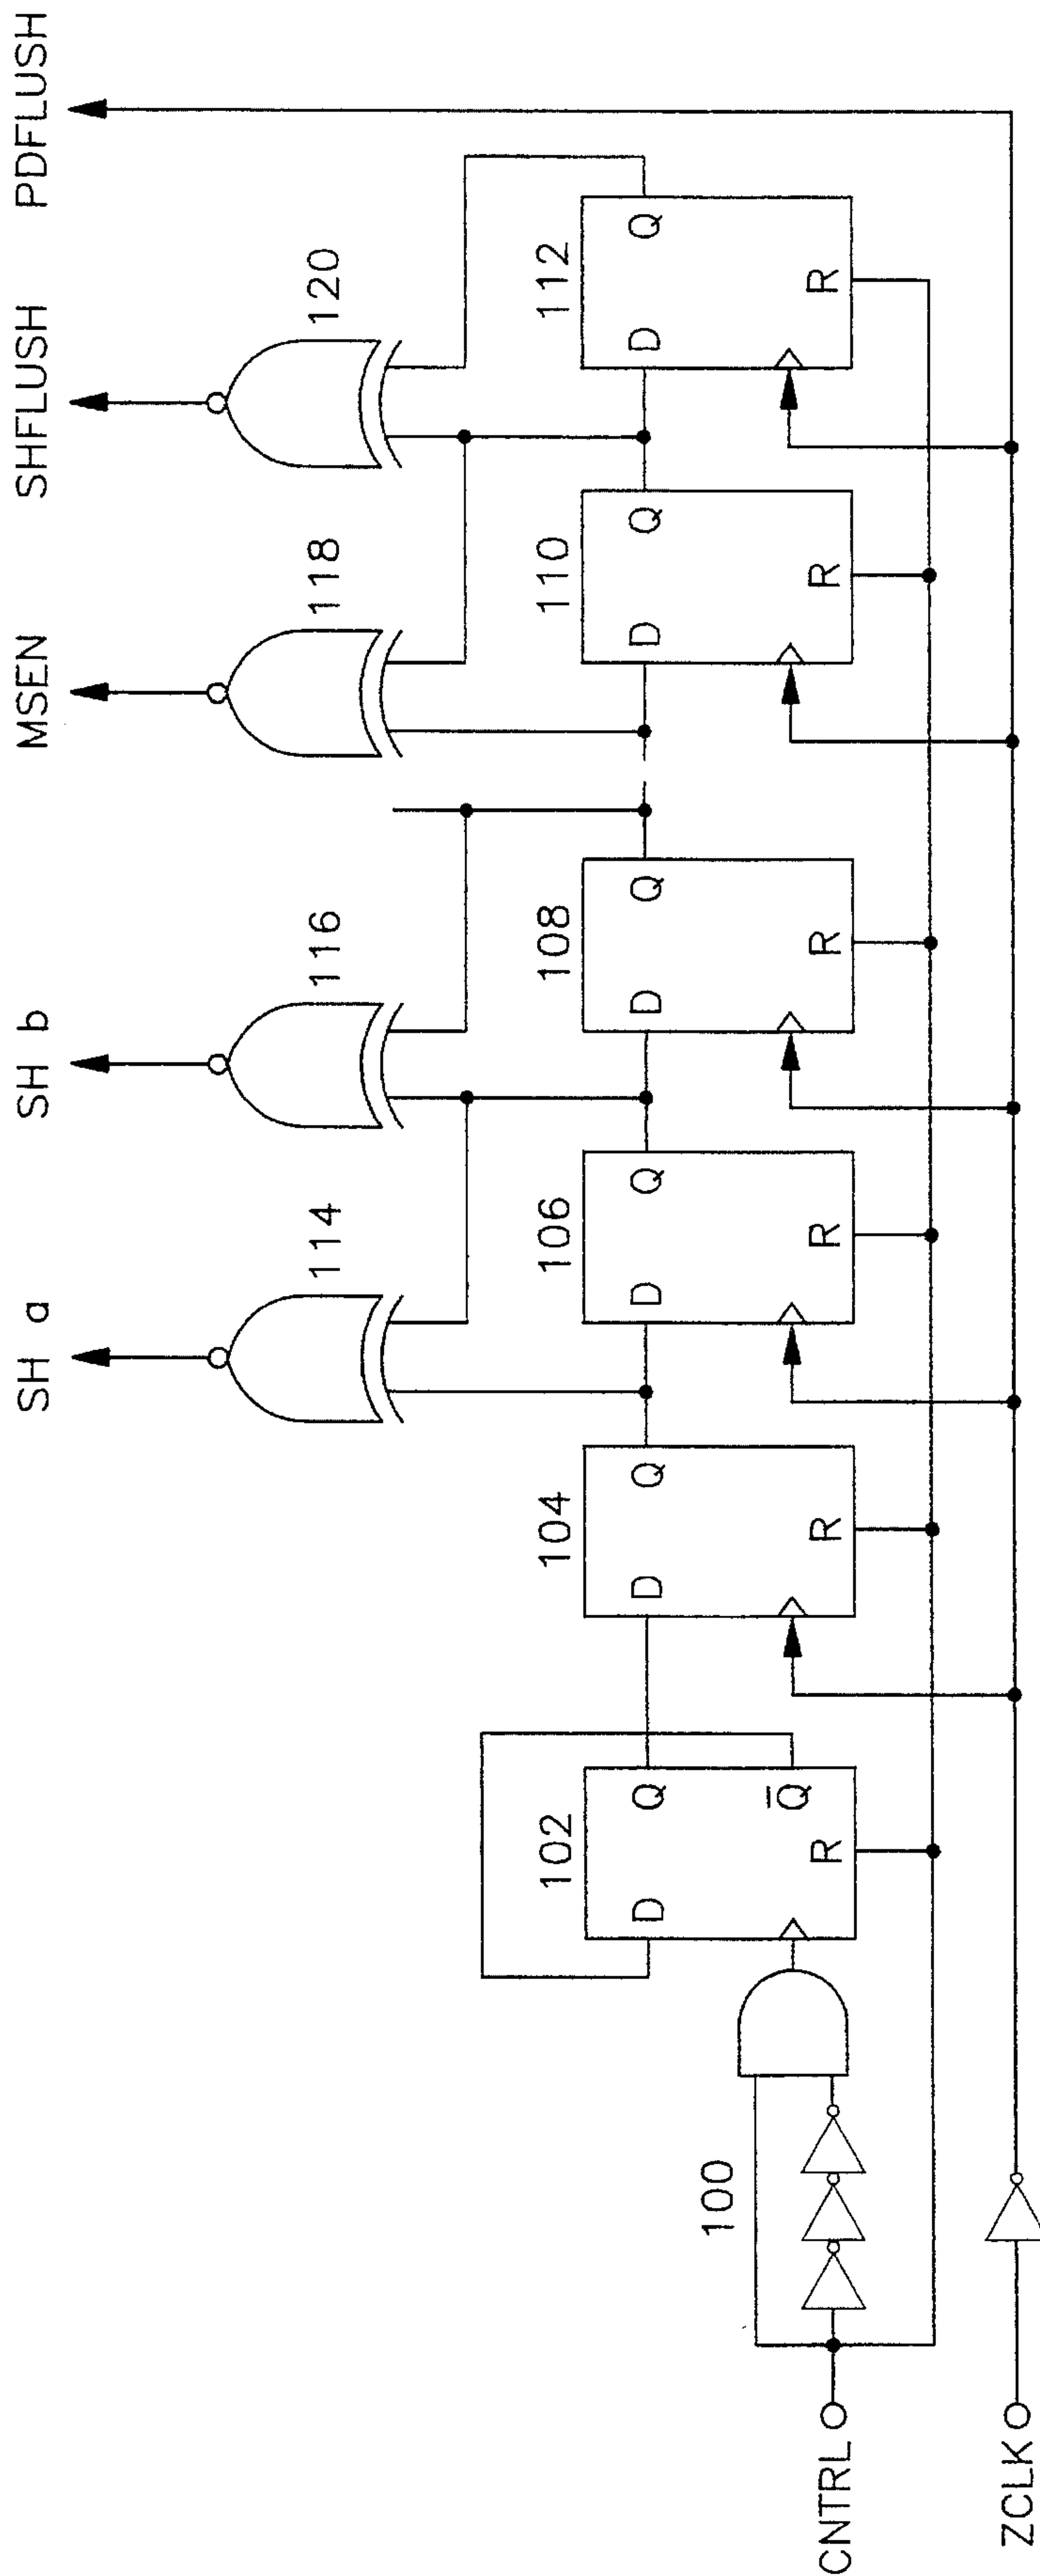 SH a
SH b
MSEN
SHFLUSH
PDFLUSH
114
116
118
120
102
D
Q
Q̅
R
104
D
Q
R
106
D
Q
R
108
D
Q
R
110
D
Q
R
112
D
Q
R
100
CNTRL
ZCLK